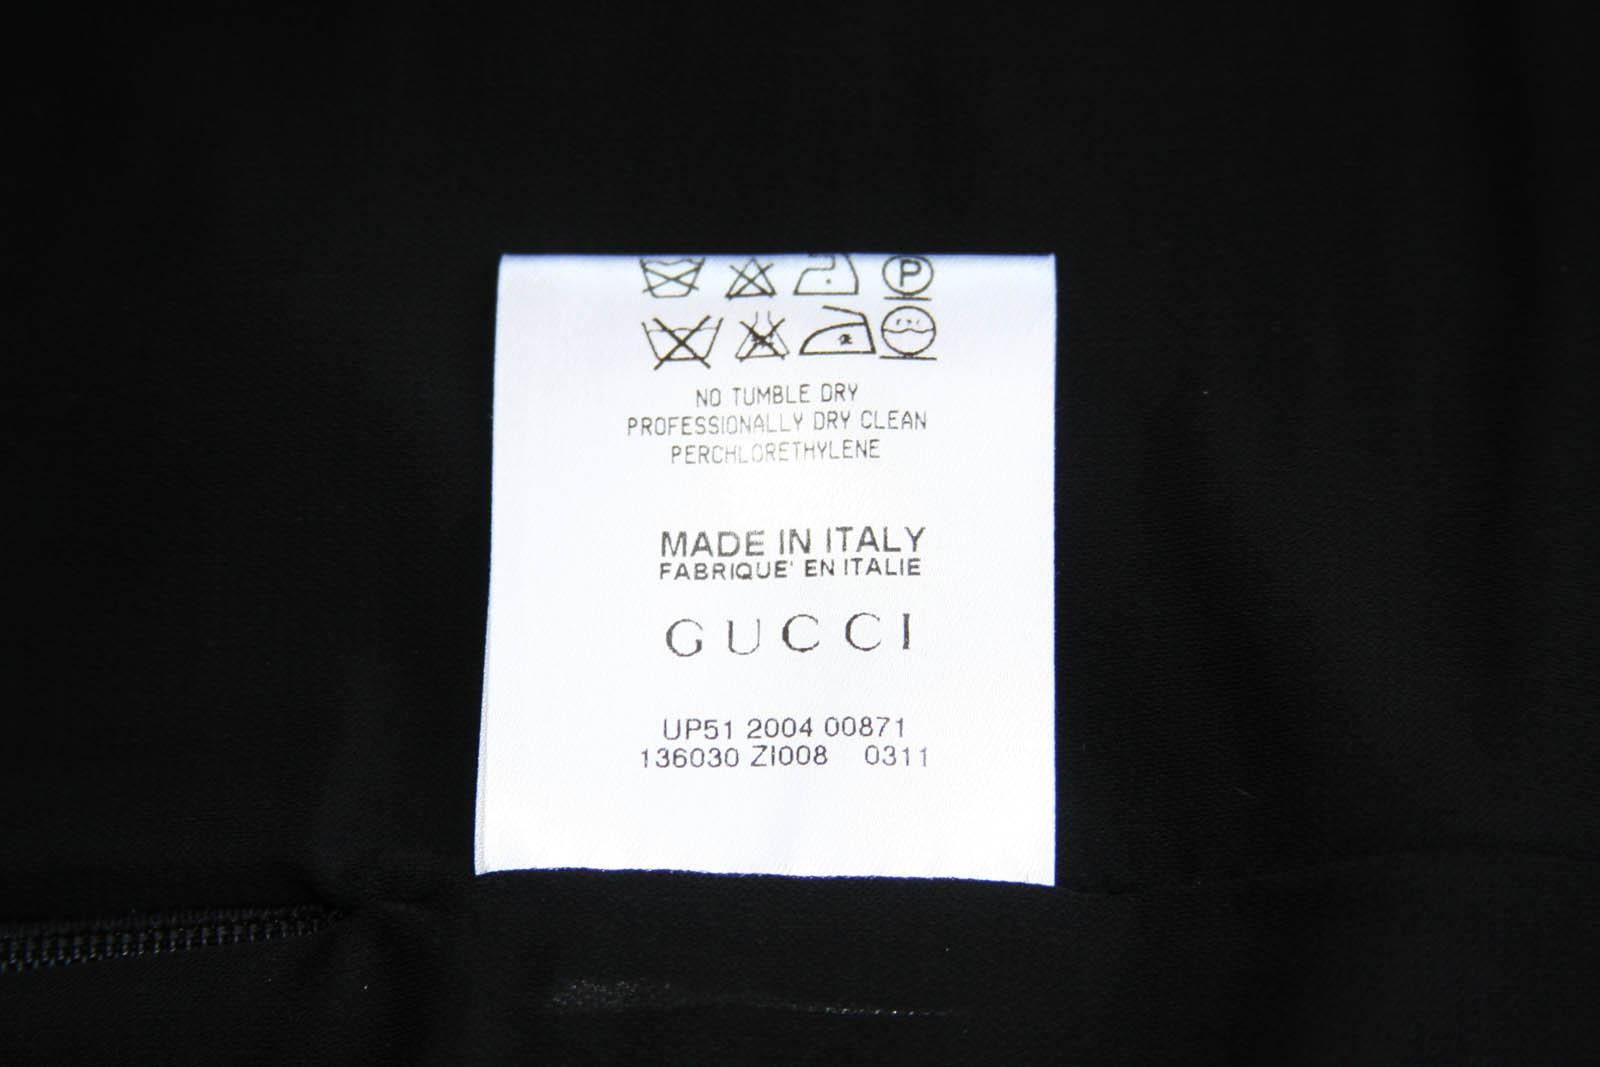 P
NO TUMBLE DRY
PROFESSIONALLY DRY CLEAN
PERCHLORETHYLENE
MADE IN ITALY
FABRIQUE' EN ITALIE
GUCCI
UP51 2004 00871
136030 ZI008 0311